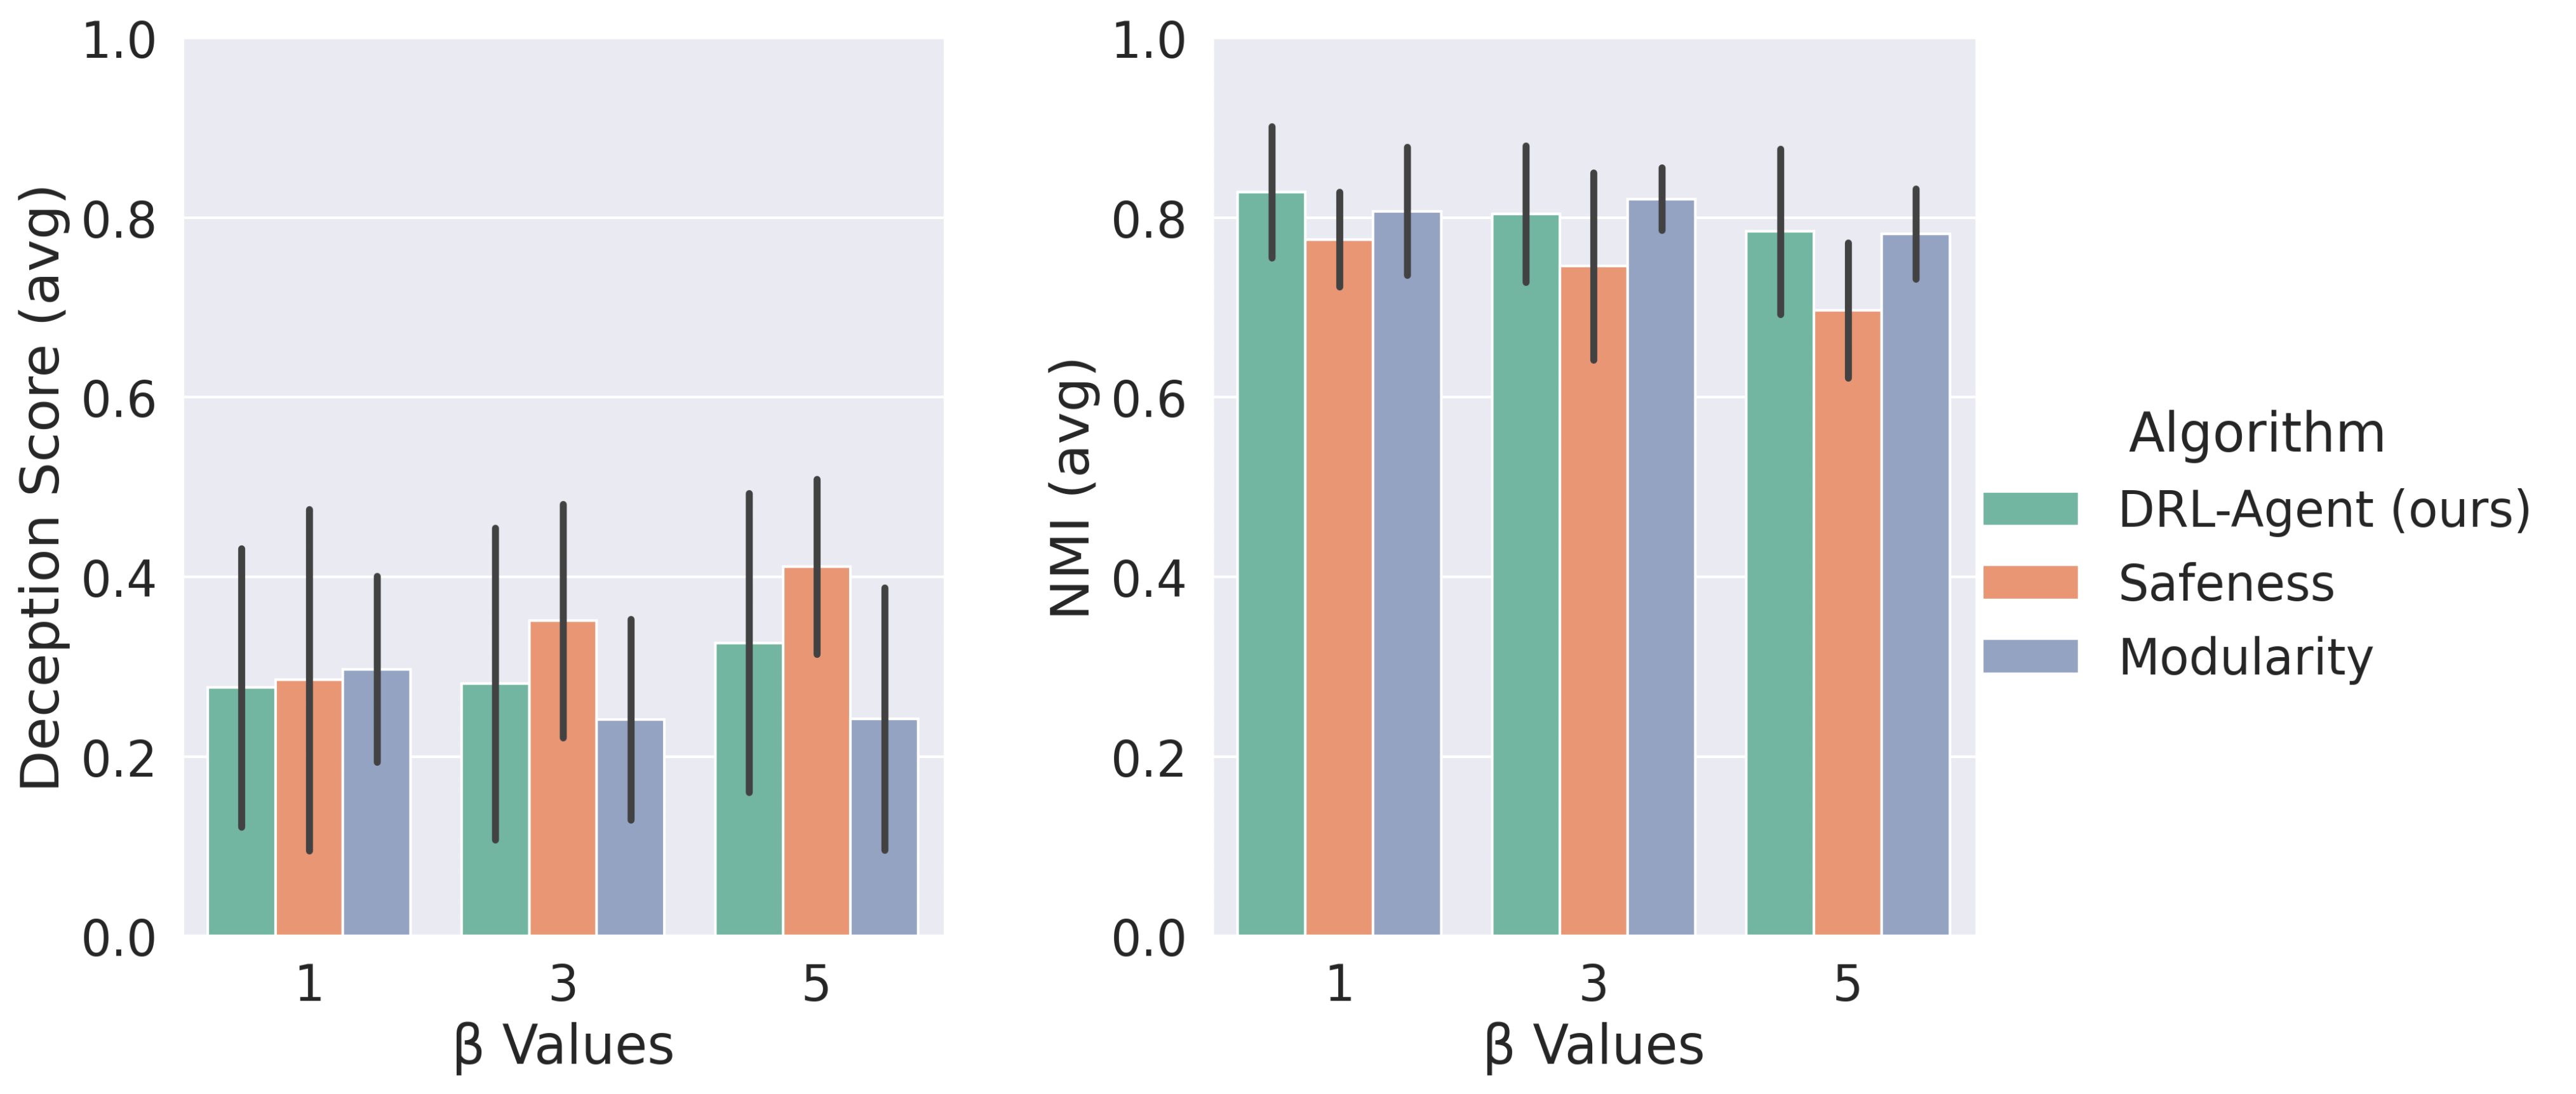 Deception Score (avg)
1.0
0.8
0.6
0.4
0.2
0.0
1 3 5
β Values
NMI (avg)
1.0
0.8
0.6
0.4
0.2
0.0
1 3 5
β Values
Algorithm
DRL-Agent (ours)
Safeness
Modularity